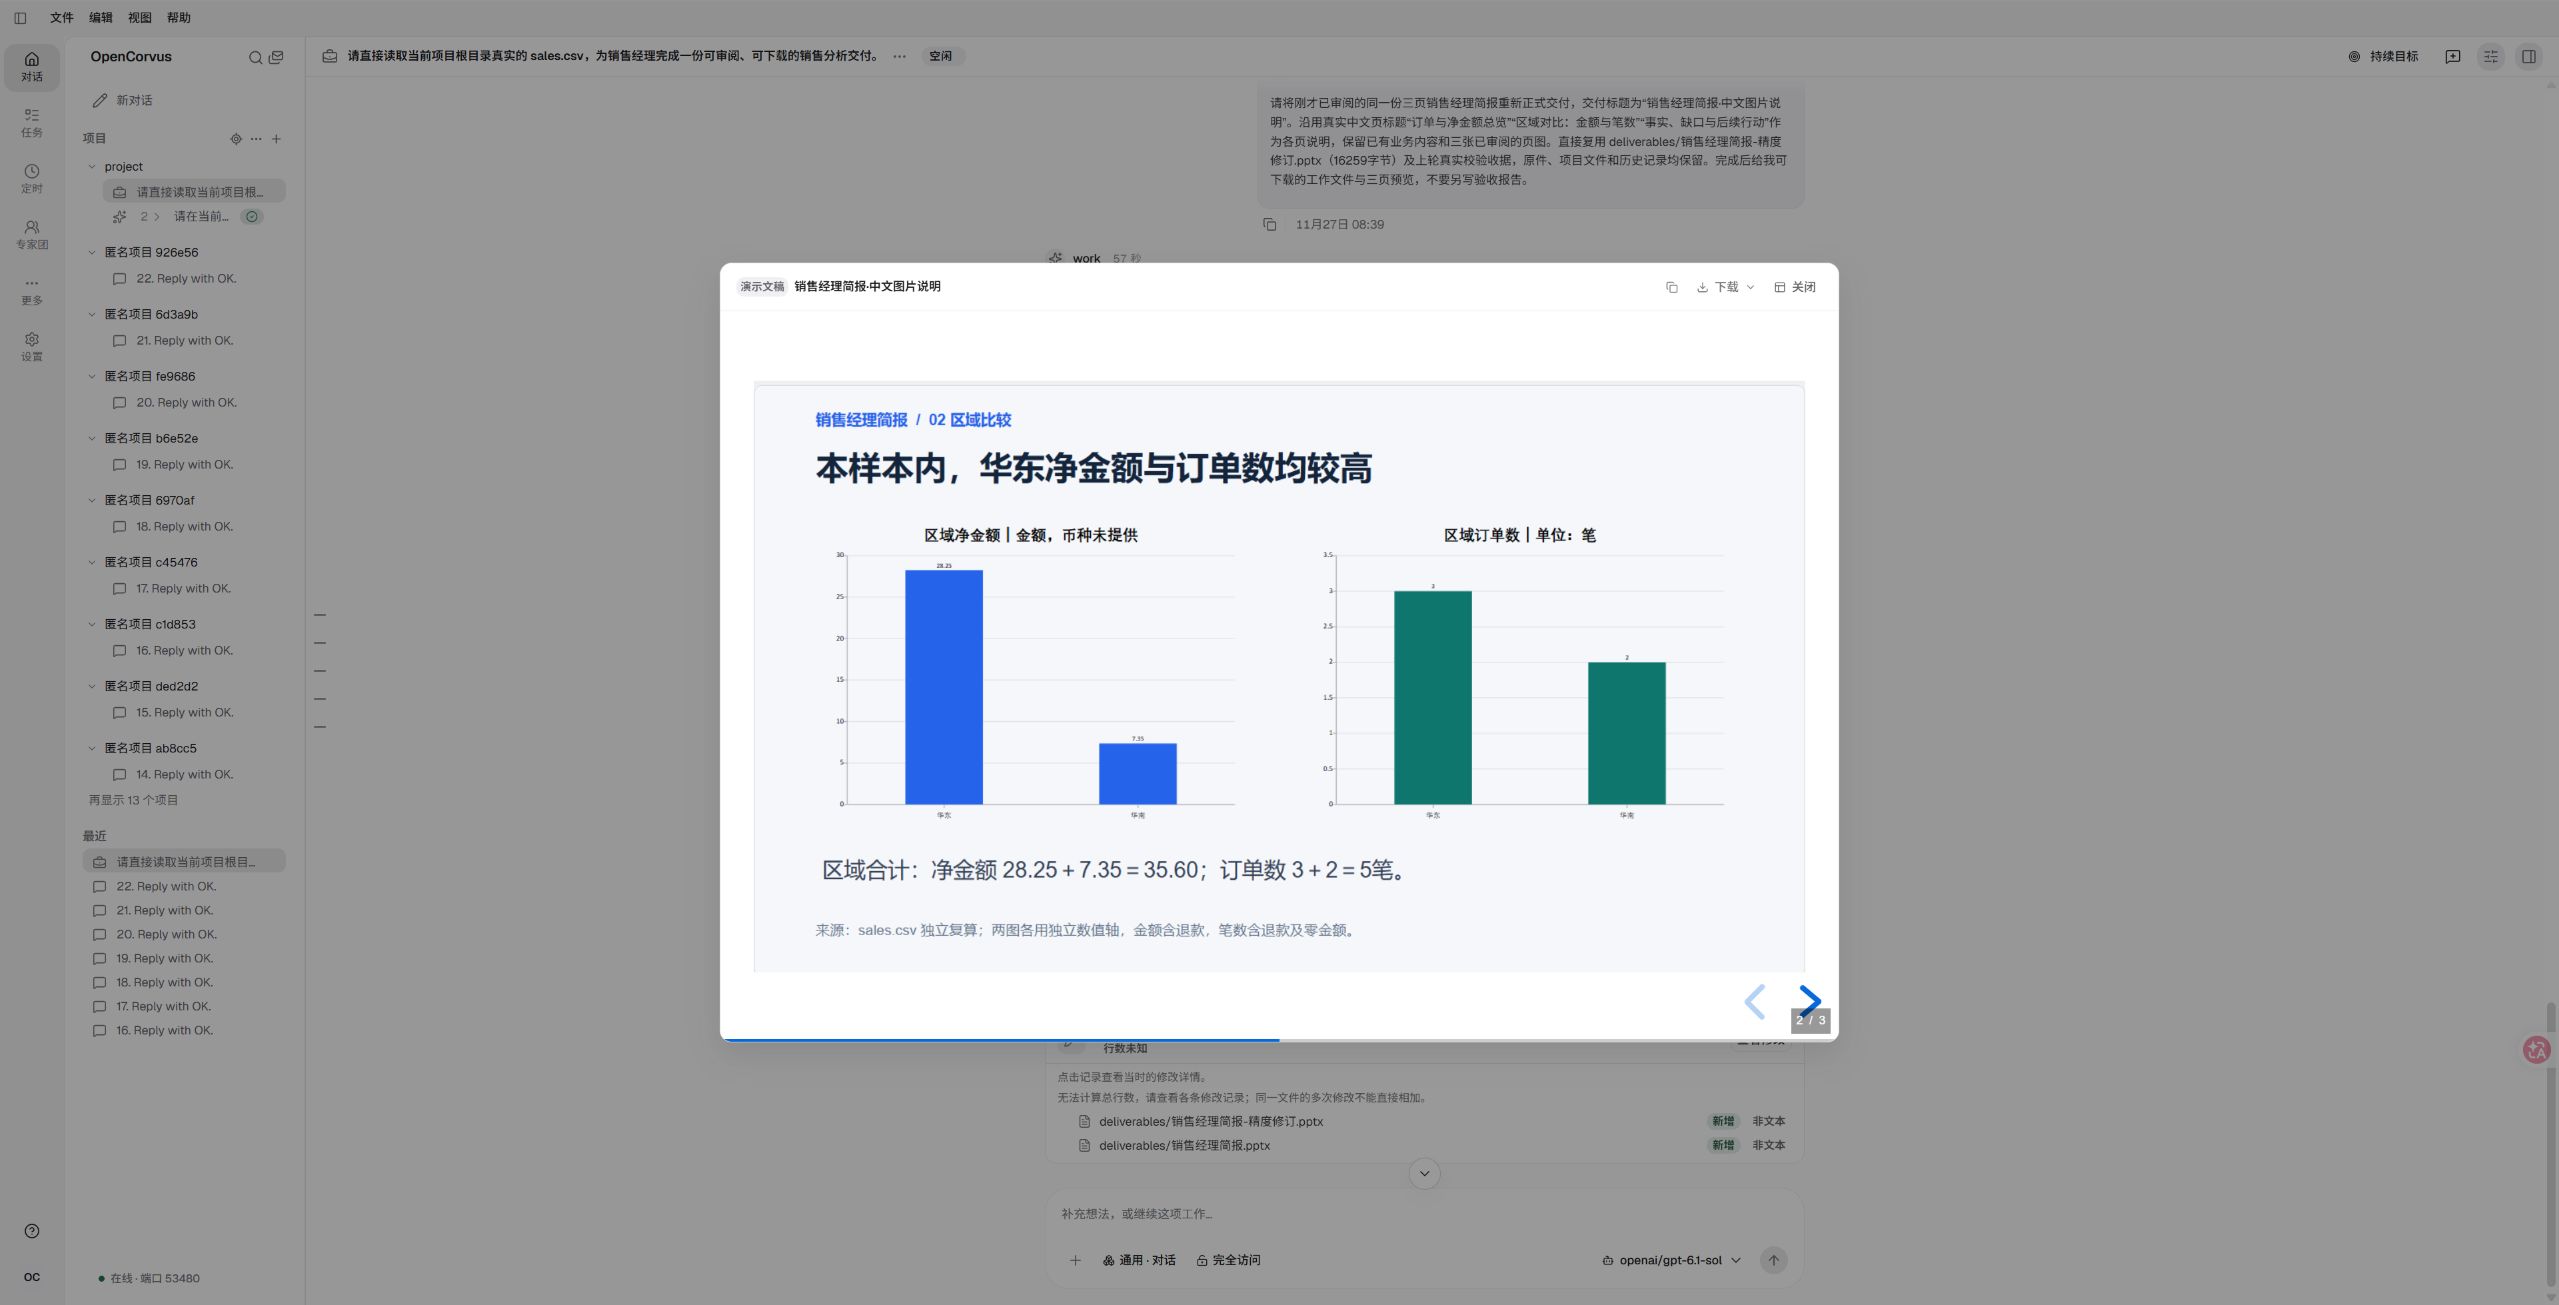 文件 编辑 视图 帮助
对话
任务
定时
专家团
更多
设置
OC
OpenCorvus
新对话
项目
project
请直接读取当前项目根...
2 请在当前...
匿名项目 926e56
22. Reply with OK.
匿名项目 6d3a9b
21. Reply with OK.
匿名项目 fe9686
20. Reply with OK.
匿名项目 b6e52e
19. Reply with OK.
匿名项目 6970af
18. Reply with OK.
匿名项目 c45476
17. Reply with OK.
匿名项目 c1d853
16. Reply with OK.
匿名项目 ded2d2
15. Reply with OK.
匿名项目 ab8cc5
14. Reply with OK.
再显示 13 个项目
最近
请直接读取当前项目根目...
22. Reply with OK.
21. Reply with OK.
20. Reply with OK.
19. Reply with OK.
18. Reply with OK.
17. Reply with OK.
16. Reply with OK.
在线 · 端口 53480
请直接读取当前项目根目录真实的 sales.csv，为销售经理完成一份可审阅、可下载的销售分析交付。 ··· 空闲
持续目标
请将刚才已审阅的同一份三页销售经理简报重新正式交付，交付标题为“销售经理简报·中文图片说
明”。沿用真实中文页标题“订单与净金额总览”“区域对比：金额与笔数”“事实、缺口与后续行动”作
为各页说明，保留已有业务内容和三张已审阅的页图。直接复用 deliverables/销售经理简报-精度
修订.pptx（16259字节）及上轮真实校验收据，原件、项目文件和历史记录均保留。完成后给我可
下载的工作文件与三页预览，不要另写验收报告。
11月27日 08:39
work 57 秒
演示文稿 销售经理简报·中文图片说明
下载 关闭
销售经理简报 / 02 区域比较
本样本内，华东净金额与订单数均较高
区域净金额 | 金额，币种未提供
30
25
20
15
10
5
0
28.25
7.35
华东 华南
区域订单数 | 单位：笔
3.5
3
2.5
2
1.5
1
0.5
0
3
2
华东 华南
区域合计：净金额 28.25 + 7.35 = 35.60；订单数 3 + 2 = 5笔。
来源：sales.csv 独立复算；两图各用独立数值轴，金额含退款，笔数含退款及零金额。
2 / 3
行数未知
点击记录查看当时的修改详情。
无法计算总行数，请查看各条修改记录；同一文件的多次修改不能直接相加。
deliverables/销售经理简报-精度修订.pptx 新增 非文本
deliverables/销售经理简报.pptx 新增 非文本
补充想法，或继续这项工作...
通用 · 对话 完全访问
openai/gpt-6.1-sol